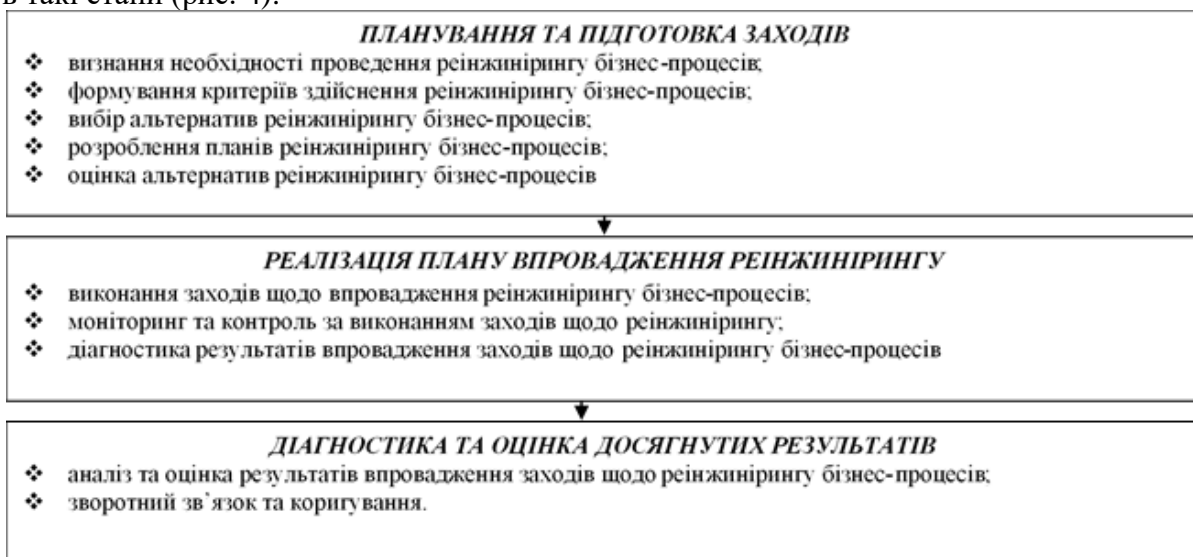 в такі етапи (рис. 4).
ПЛАНУВАННЯ ТА ПІДГОТОВКА ЗАХОДІВ
❖ визнання необхідності проведення реінжинірингу бізнес-процесів;
❖ формування критеріїв здійснення реінжинірингу бізнес-процесів;
❖ вибір альтернатив реінжинірингу бізнес-процесів;
❖ розроблення планів реінжинірингу бізнес-процесів;
❖ оцінка альтернатив реінжинірингу бізнес-процесів
РЕАЛІЗАЦІЯ ПЛАНУ ВПРОВАДЖЕННЯ РЕІНЖИНІРИНГУ
❖ виконання заходів щодо впровадження реінжинірингу бізнес-процесів;
❖ моніторинг та контроль за виконанням заходів щодо реінжинірингу;
❖ діагностика результатів впровадження заходів щодо реінжинірингу бізнес-процесів
ДІАГНОСТИКА ТА ОЦІНКА ДОСЯГНУТИХ РЕЗУЛЬТАТІВ
❖ аналіз та оцінка результатів впровадження заходів щодо реінжинірингу бізнес-процесів;
❖ зворотний зв`язок та коригування.